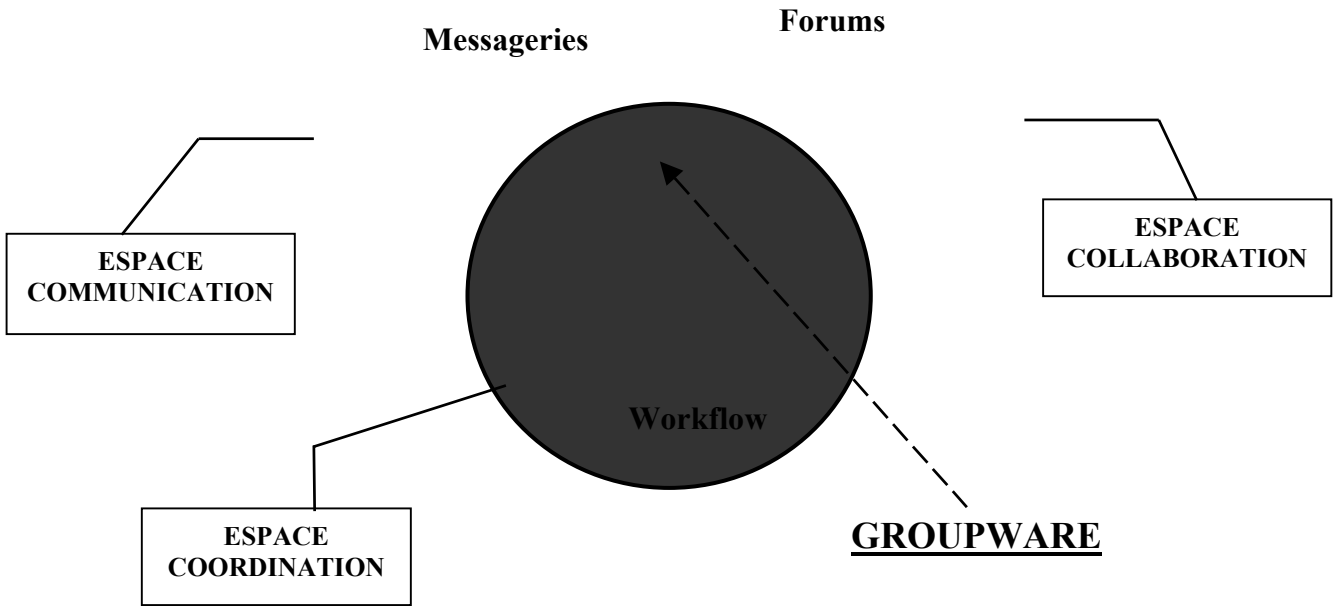 Messageries
Forums
ESPACE
COMMUNICATION
ESPACE
COLLABORATION
Workflow
ESPACE
COORDINATION
GROUPWARE